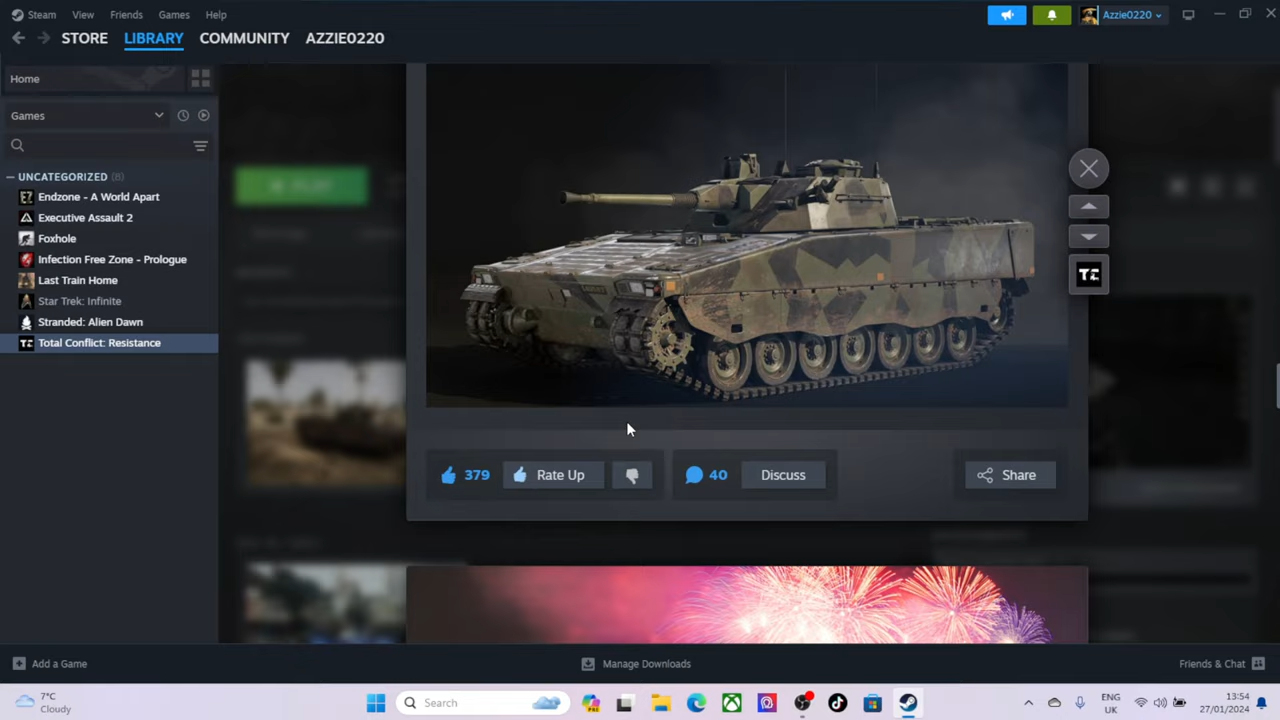 Steam View Friends Games Help Azzie0220
STORE LIBRARY COMMUNITY AZZIE0220
Home
Games
— UNCATEGORIZED (8)
Endzone - A World Apart
Executive Assault 2
Foxhole
Infection Free Zone - Prologue
Last Train Home
Star Trek: Infinite
Stranded: Alien Dawn
Total Conflict: Resistance
379 Rate Up 40 Discuss Share
Add a Game Manage Downloads Friends & Chat
7°C
Cloudy
Search
ENG
UK
13:54
27/01/2024